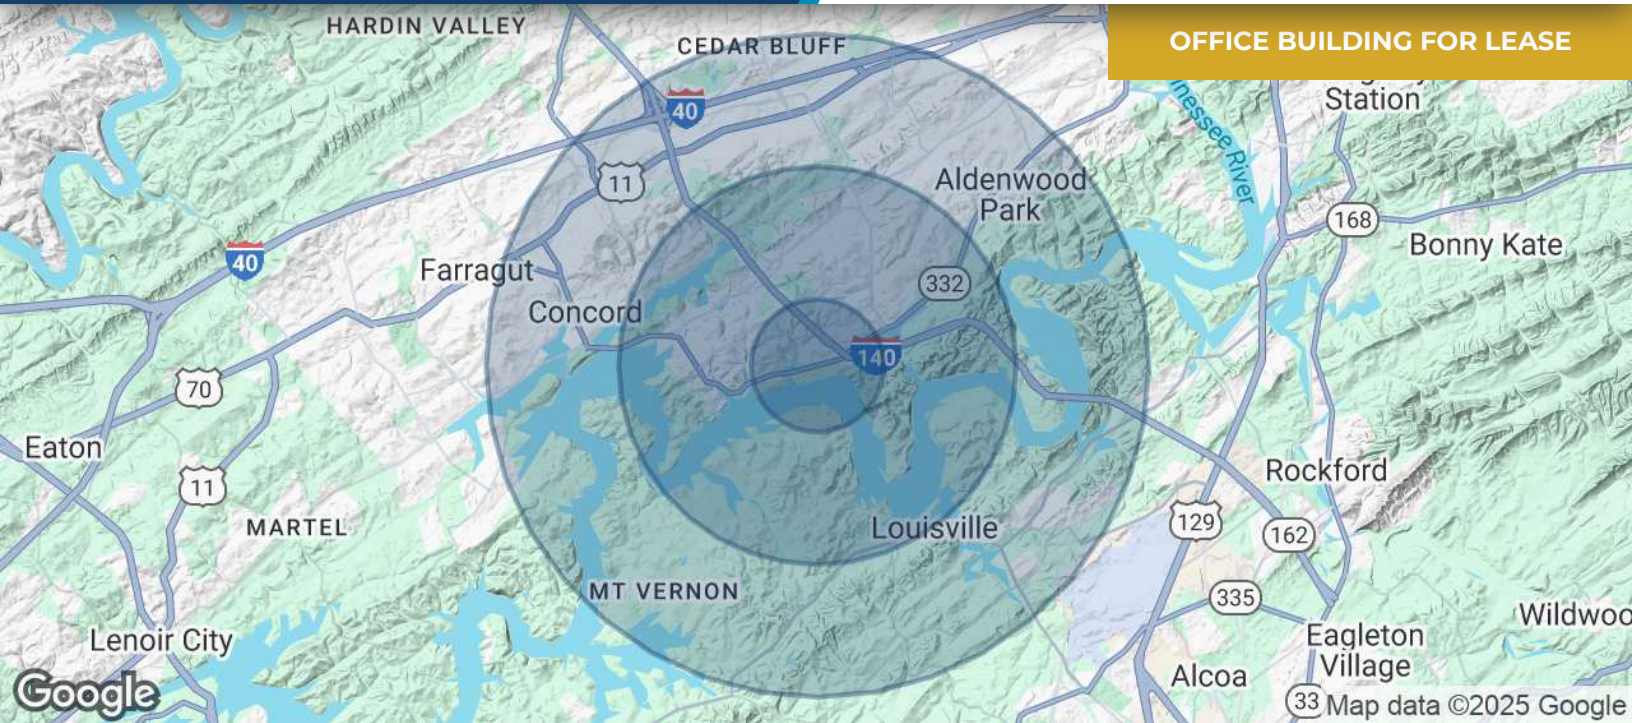 OFFICE BUILDING FOR LEASE
HARDIN VALLEY
CEDAR BLUFF
Station
40
11
Aldenwood
Park
168
Bonny Kate
40
Farragut
332
Concord
140
70
Eaton
11
Rockford
MARTEL
Louisville
129
162
MT VERNON
335
Lenoir City
Eagleton
Village
Alcoa
Google
33
Map data ©2025 Google